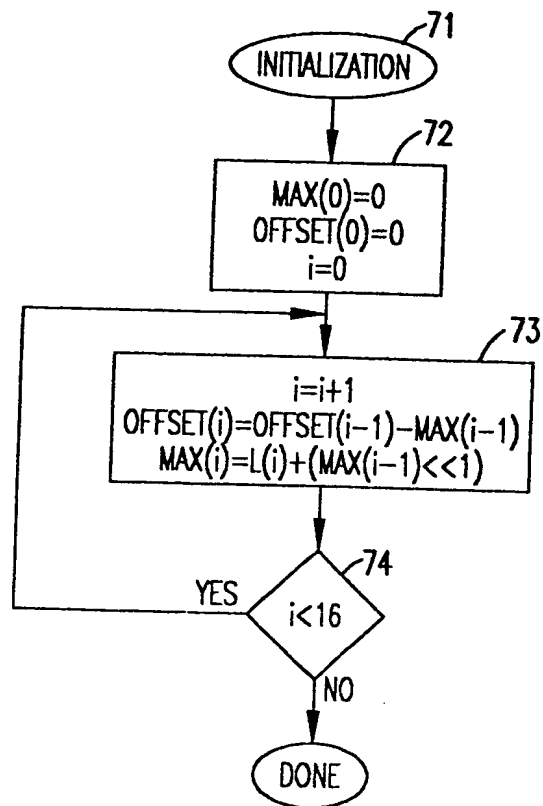 71
INITIALIZATION
72
MAX(0)=0
OFFSET(0)=0
i=0
73
i=i+1
OFFSET(i)=OFFSET(i-1)-MAX(i-1)
MAX(i)=L(i)+(MAX(i-1)<<1)
74
YES
i<16
NO
DONE